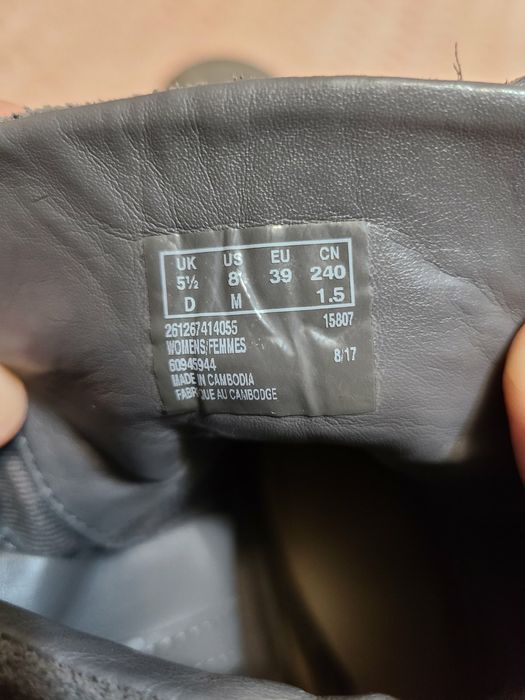 UK US EU CN
5½ 8 39 240
D M 1.5
261267414055 15807
WOMENS/FEMMES
60945944 8/17
MADE IN CAMBODIA
FABRIQUE AU CAMBODGE